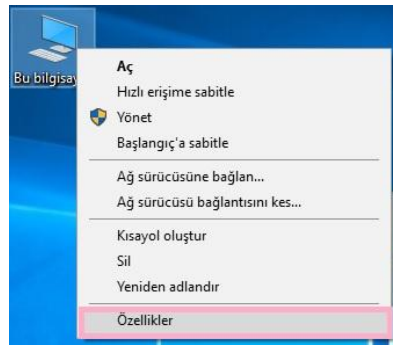 Bu bilgisay
Aç
Hızlı erişime sabitle
Yönet
Başlangıç'a sabitle
Ağ sürücüsüne bağlan...
Ağ sürücüsü bağlantısını kes...
Kısayol oluştur
Sil
Yeniden adlandır
Özellikler